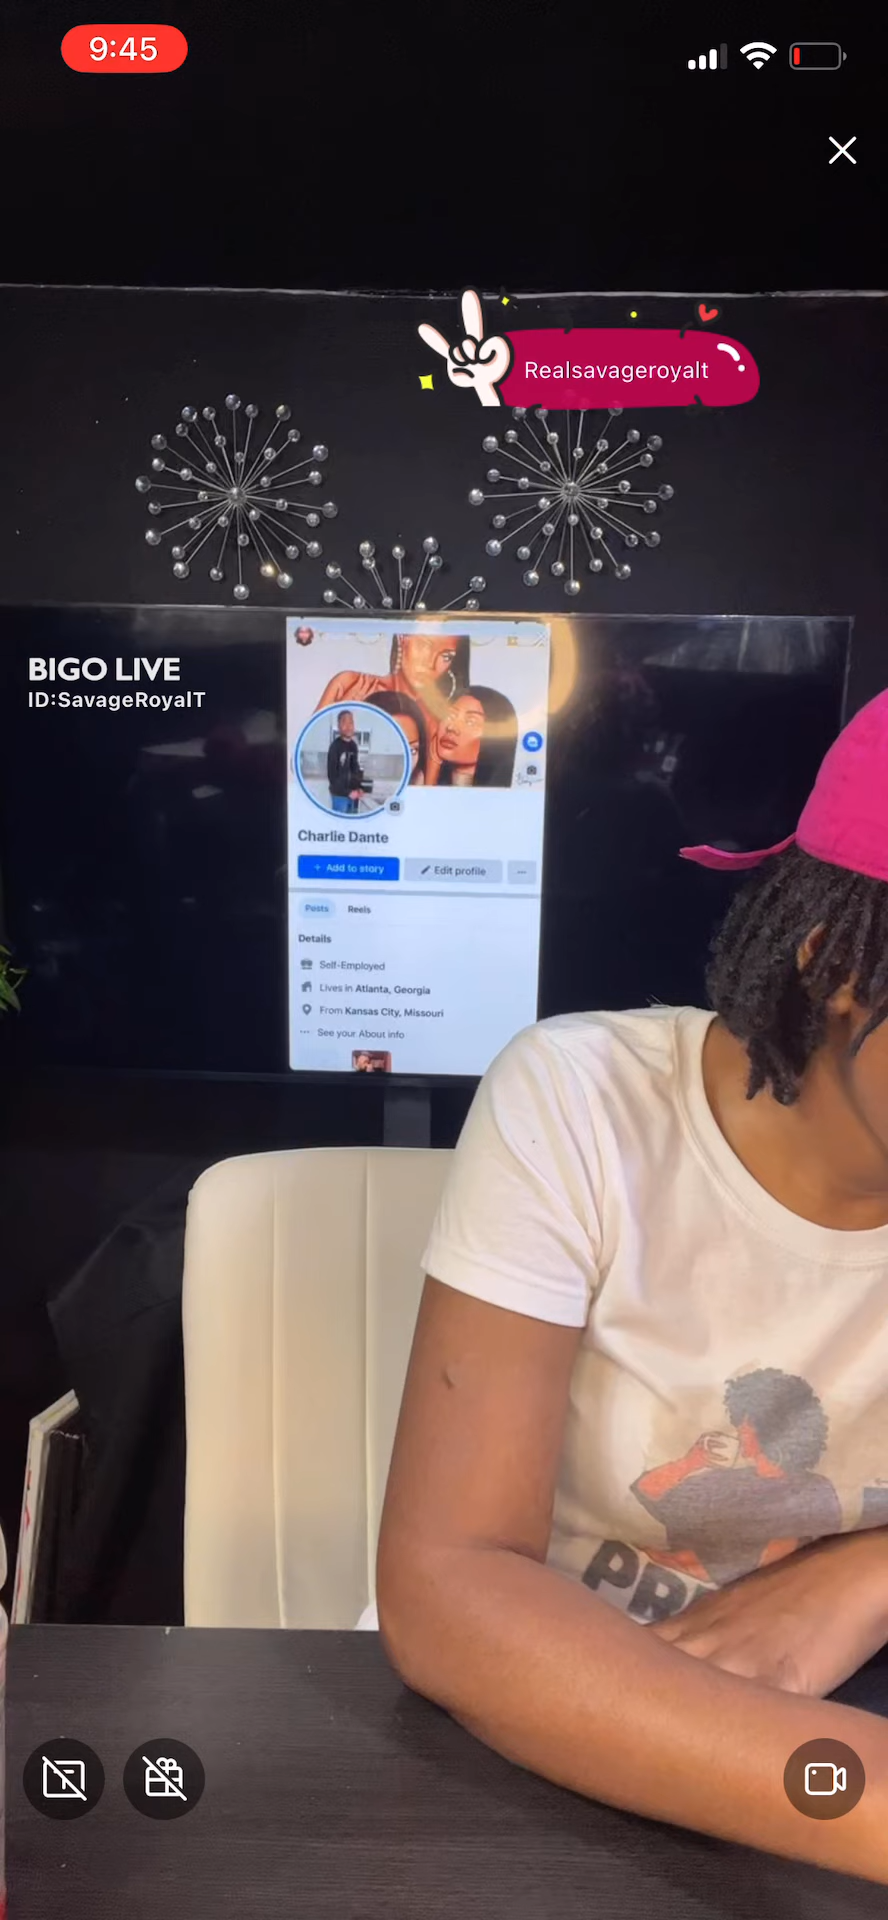 9:45
Realsavageroyalt
BIGO LIVE
ID:SavageRoyalT
Charlie Dante
+ Add to story
Edit profile
...
Posts Reels
Details
Self-Employed
Lives in Atlanta, Georgia
From Kansas City, Missouri
... See your About info
PR